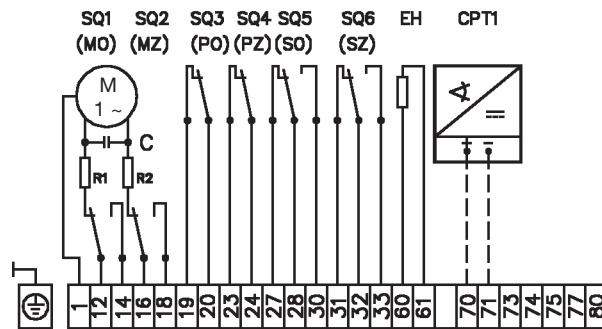 SQ1 SQ2 SQ3 SQ4 SQ5 SQ6 EH CPT1
(MO) (MZ) (PO) (PZ) (SO) (SZ)
M
1 ~
C
R1 R2
+ −
1 12 14 16 18 19 20 23 24 27 28 30 31 32 33 60 61 70 71 73 74 75 77 80